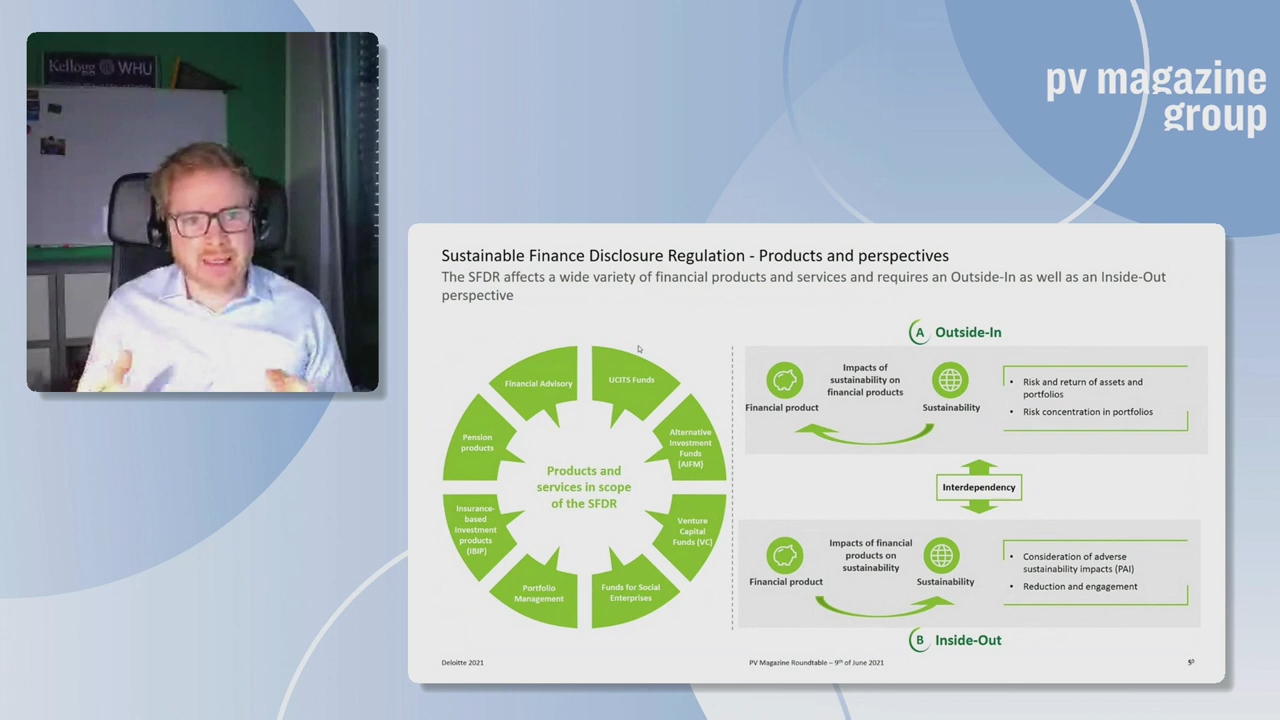 Kellogg WHU
pv magazine
group
Sustainable Finance Disclosure Regulation - Products and perspectives
The SFDR affects a wide variety of financial products and services and requires an Outside-In as well as an Inside-Out
perspective
Financial Advisory
UCITS Funds
Pension
products
Alternative
Investment
Funds
(AIFM)
Products and
services in scope
of the SFDR
Insurance-
based
Investment
products
(IBIP)
Venture
Capital
Funds (VC)
Portfolio
Management
Funds for Social
Enterprises
A Outside-In
Impacts of
sustainability on
financial products
Financial product
Sustainability
• Risk and return of assets and
portfolios
• Risk concentration in portfolios
Interdependency
Impacts of financial
products on
sustainability
Financial product
Sustainability
• Consideration of adverse
sustainability impacts (PAI)
• Reduction and engagement
B Inside-Out
Deloitte 2021
PV Magazine Roundtable – 9th of June 2021